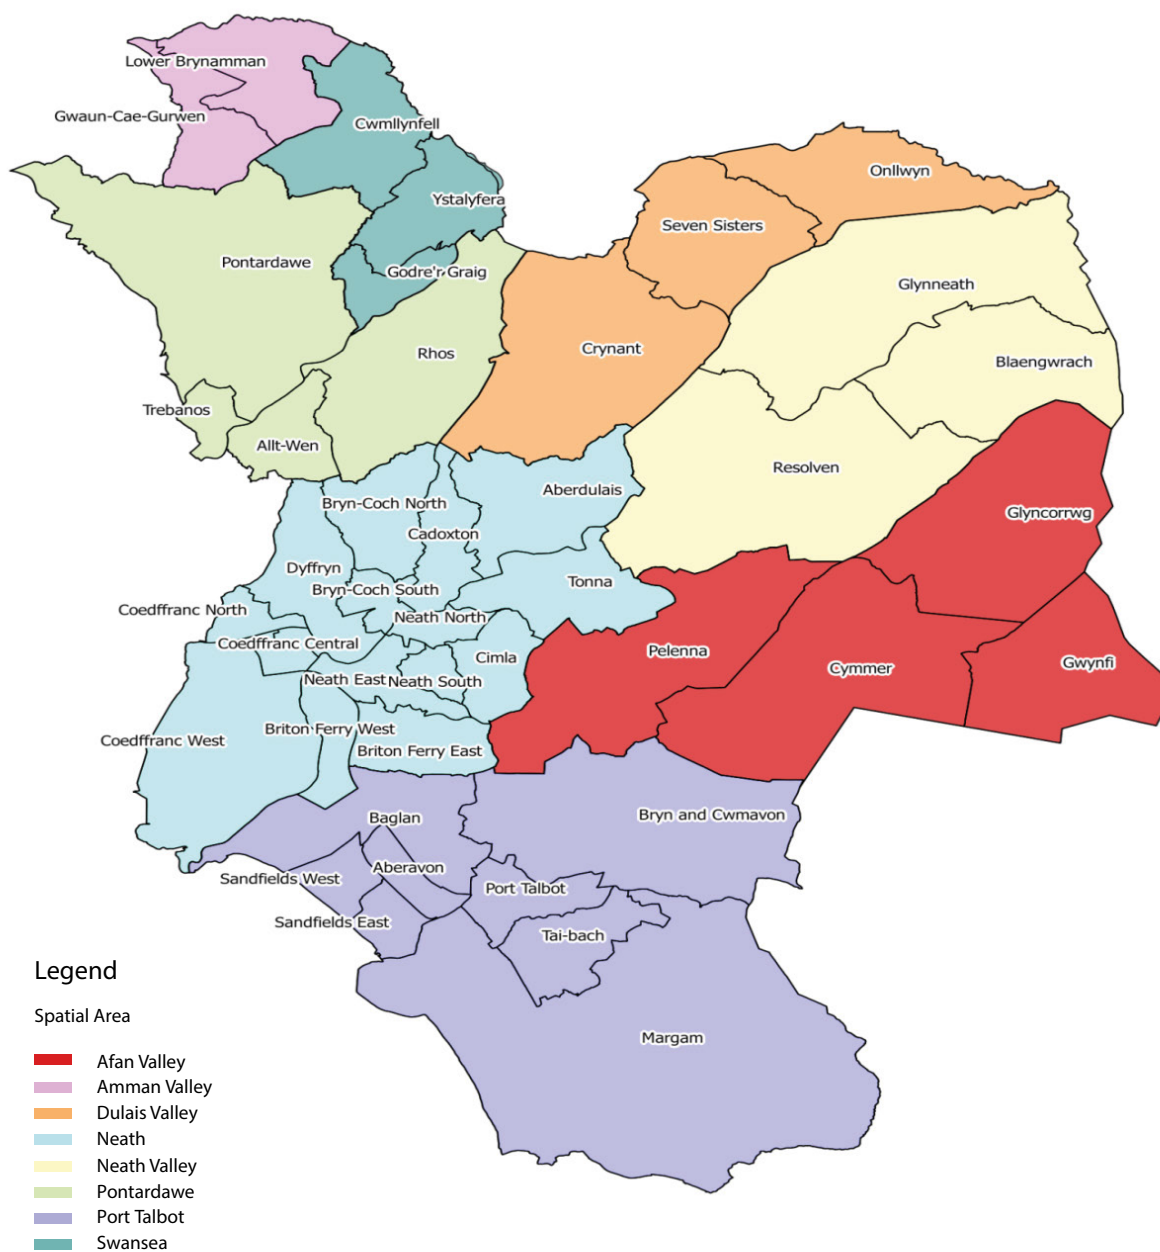 Lower Brynamman
Gwaun-Cae-Gurwen
Cwmllynfell
Onllwyn
Ystalyfera
Seven Sisters
Pontardawe
Godre'r Graig
Glynneath
Crynant
Rhos
Blaengwrach
Trebanos
Allt-Wen
Resolven
Aberdulais
Bryn-Coch North
Glyncorrwg
Cadoxton
Dyffryn
Tonna
Bryn-Coch South
Coedffranc North
Neath North
Coedffranc Central
Pelenna
Cimla
Gwynfi
Cymmer
Neath East
Neath South
Briton Ferry West
Coedffranc West
Briton Ferry East
Bryn and Cwmavon
Baglan
Aberavon
Sandfields West
Port Talbot
Sandfields East
Tai-bach
Margam
Legend
Spatial Area
Afan Valley
Amman Valley
Dulais Valley
Neath
Neath Valley
Pontardawe
Port Talbot
Swansea